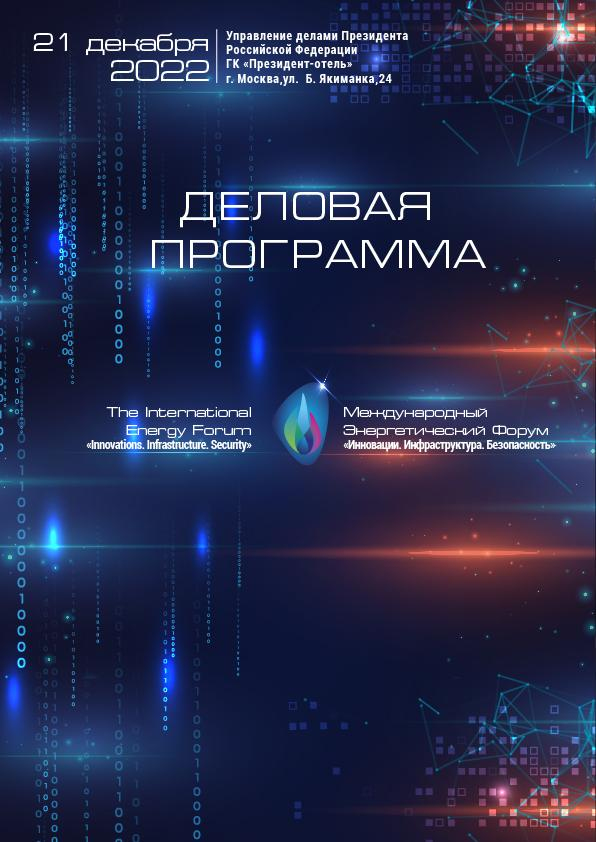 21 декабря
2022
Управление делами Президента
Российской Федерации
ГК «Президент-отель»
г. Москва,ул. Б. Якиманка,24
ДЕЛОВАЯ
ПРОГРАММА
The International
Energy Forum
«Innovations. Infrastructure. Security»
Международный
Энергетический Форум
«Инновации. Инфраструктура. Безопасность»